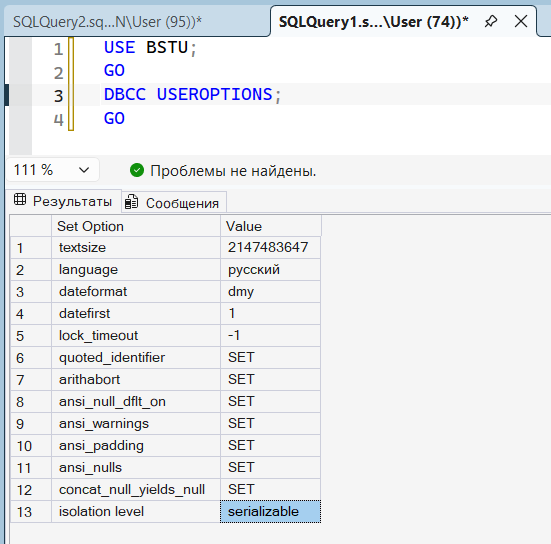 SQLQuery2.sq...N\User (95))*
SQLQuery1.s...\User (74))*
1 USE BSTU;
2 GO
3 DBCC USEROPTIONS;
4 GO
111 %
Проблемы не найдены.
Результаты
Сообщения
Set Option Value
1 textsize 2147483647
2 language русский
3 dateformat dmy
4 datefirst 1
5 lock_timeout -1
6 quoted_identifier SET
7 arithabort SET
8 ansi_null_dflt_on SET
9 ansi_warnings SET
10 ansi_padding SET
11 ansi_nulls SET
12 concat_null_yields_null SET
13 isolation level serializable